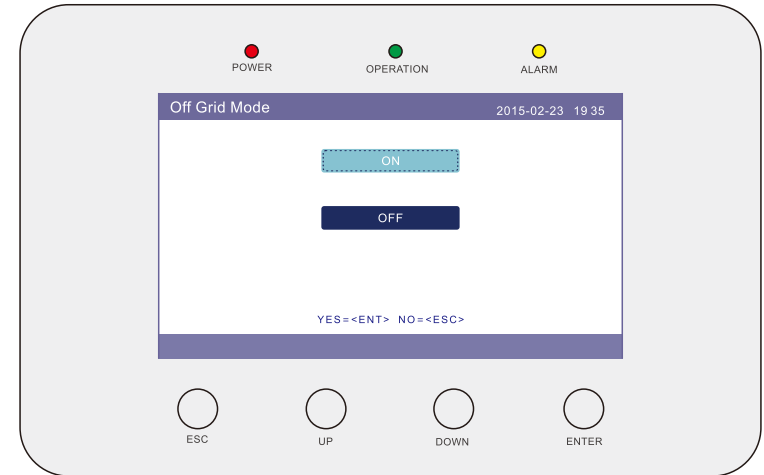 POWER OPERATION ALARM
Off Grid Mode 2015-02-23 19 35
ON
OFF
YES=<ENT> NO=<ESC>
ESC UP DOWN ENTER